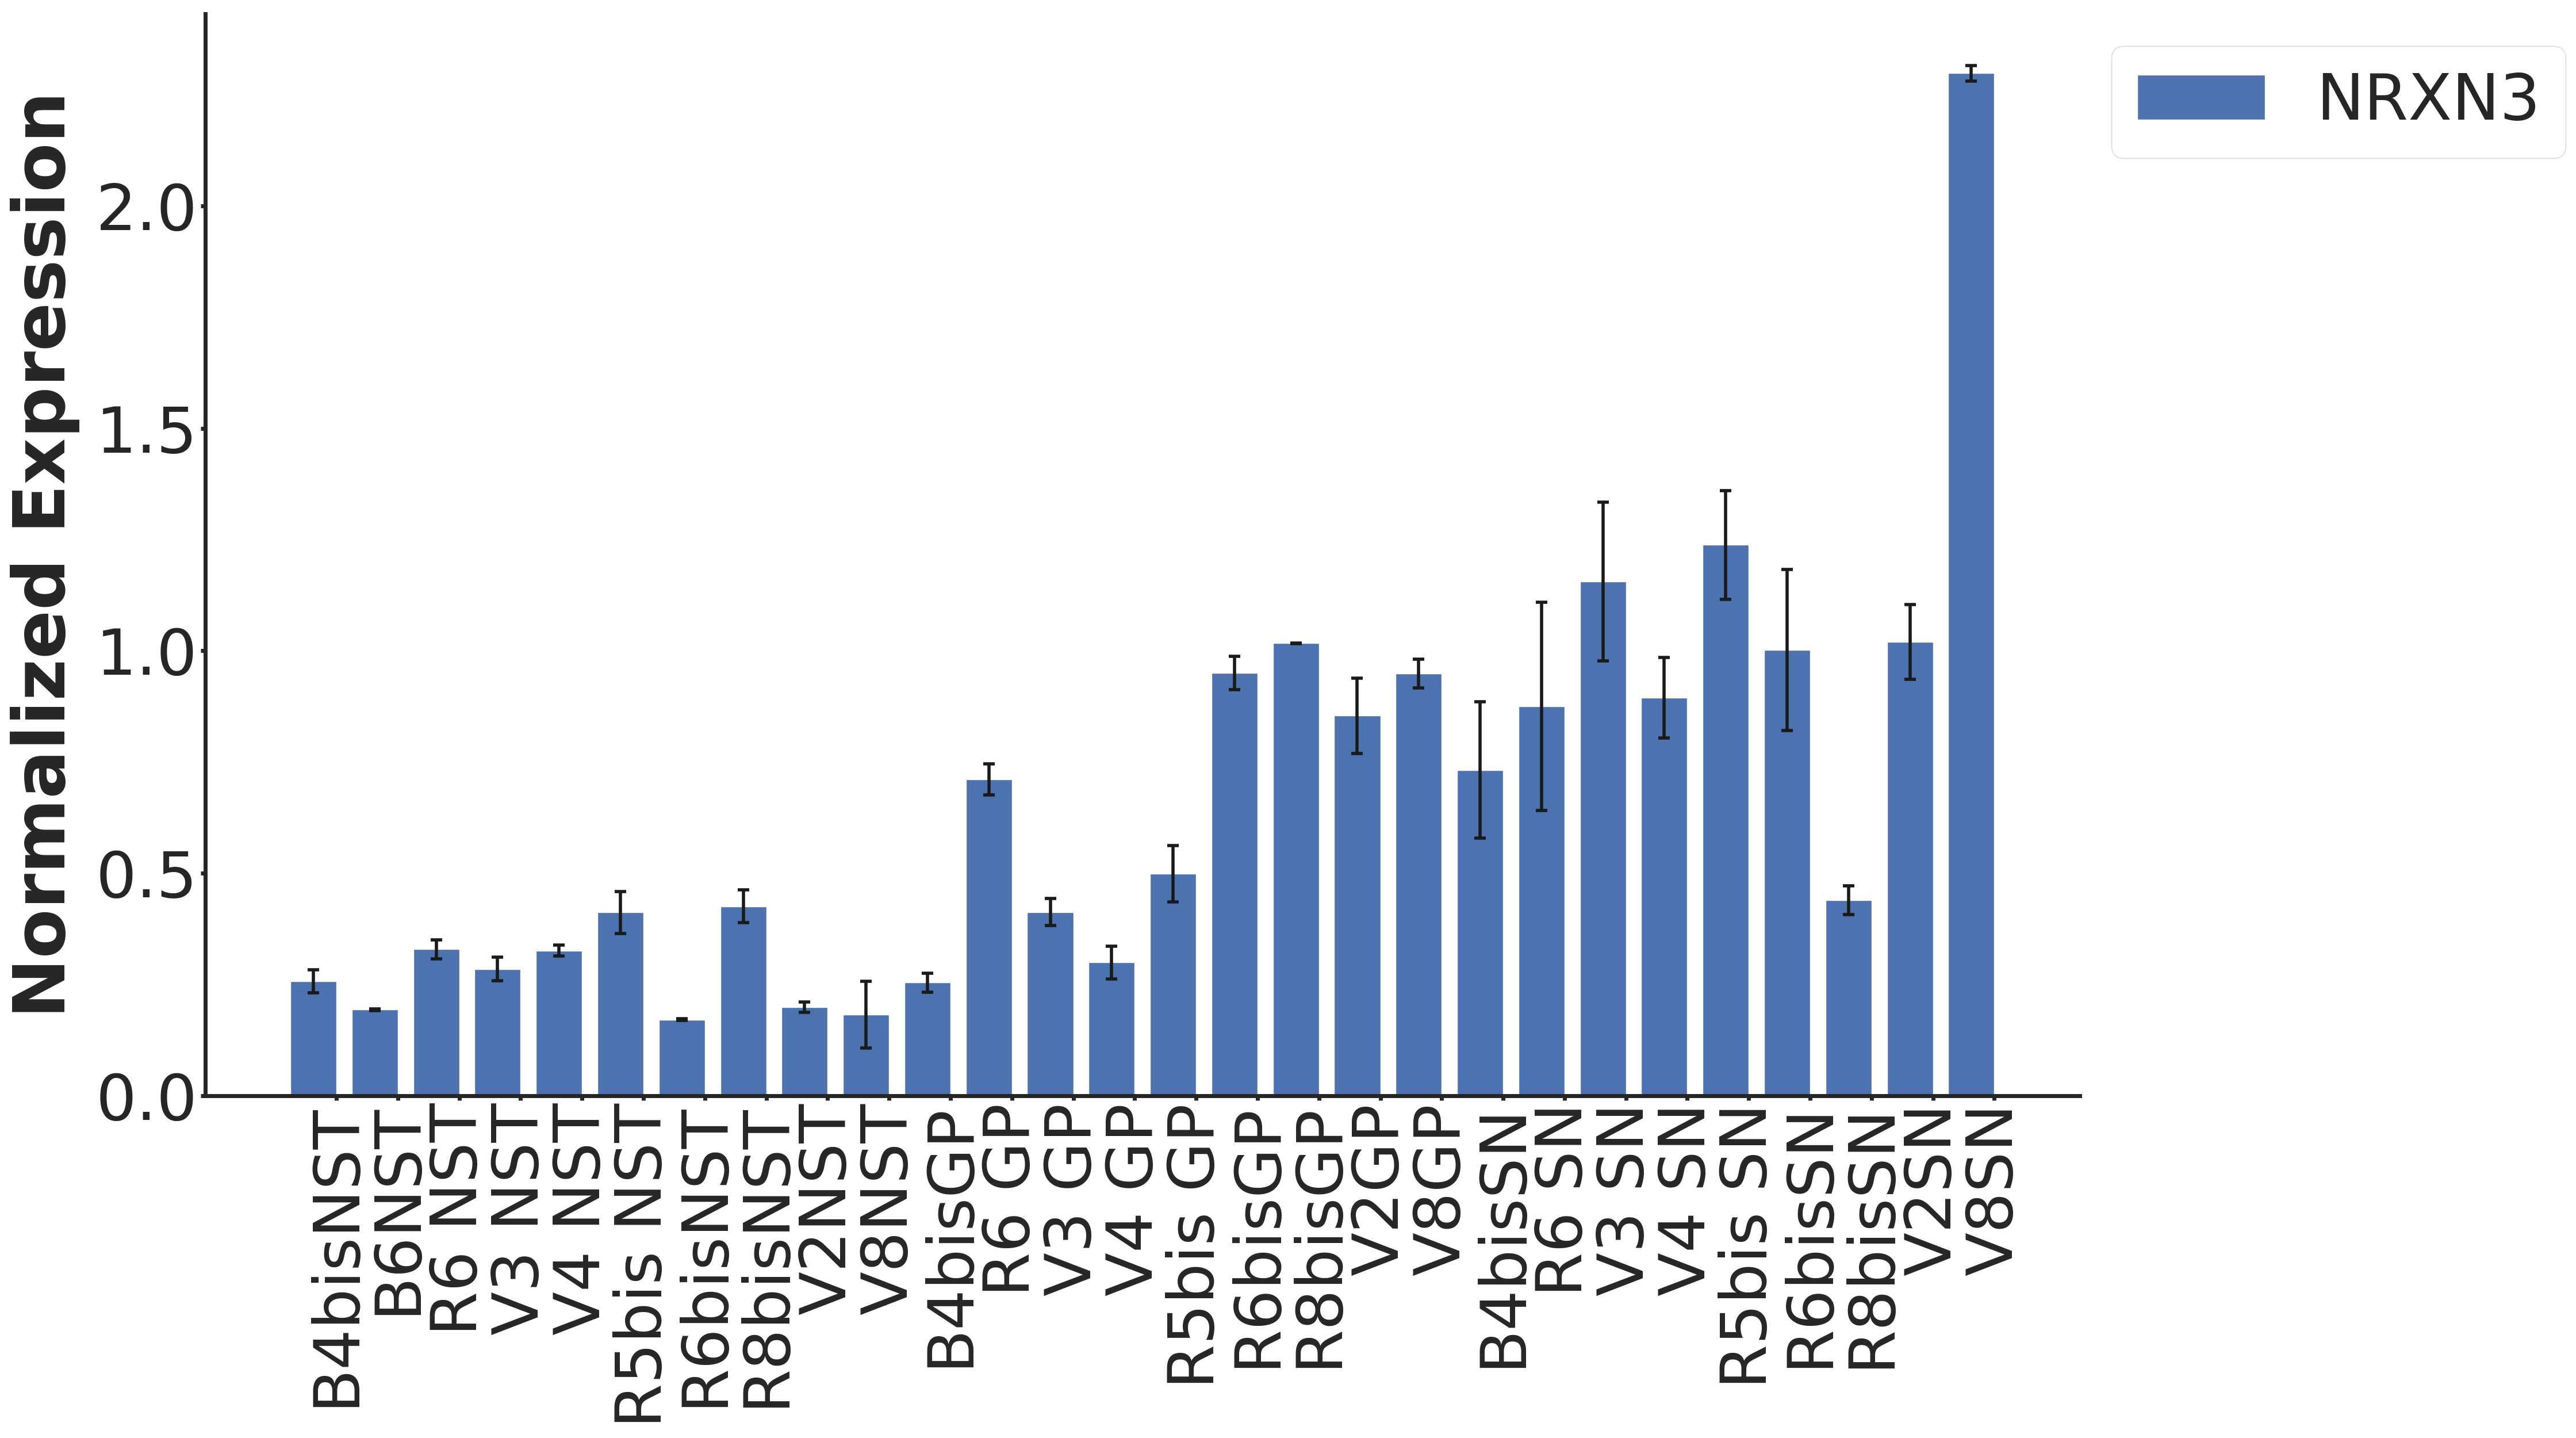 NRXN3
Normalized Expression
2.0
1.5
1.0
0.5
0.0
B4bisNST
B6NST
R6 NST
V3 NST
V4 NST
R5bis NST
R6bisNST
R8bisNST
V2NST
V8NST
B4bisGP
R6 GP
V3 GP
V4 GP
R5bis GP
R6bisGP
R8bisGP
V2GP
V8GP
B4bisSN
R6 SN
V3 SN
V4 SN
R5bis SN
R6bisSN
R8bisSN
V2SN
V8SN